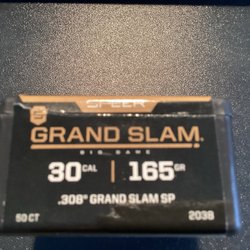 SPEER
S
GRAND SLAM®
BIG GAME
30 CAL | 165 GR
.308" GRAND SLAM SP
50 CT 2038